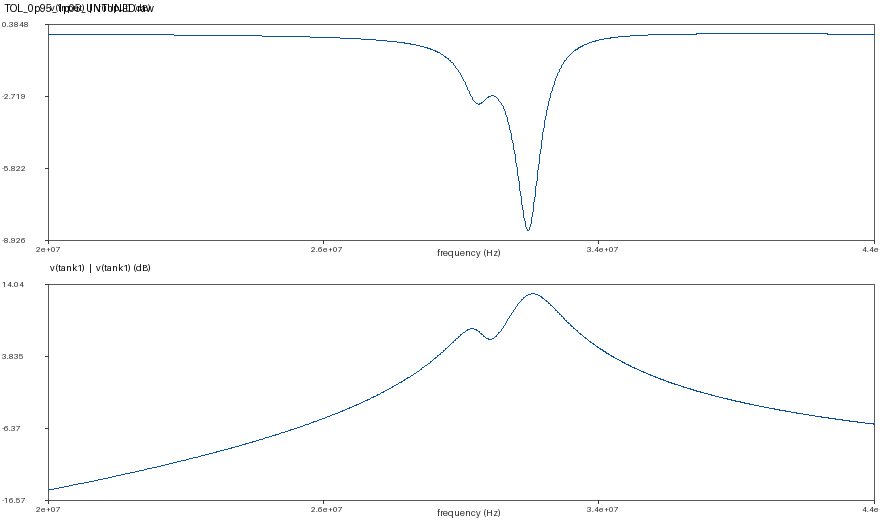 TOL_0p95_1p05_UNTUNED.raw
0.3848
-2.719
-5.822
-8.926
2e+07
2.6e+07
3.4e+07
4.4e
frequency (Hz)
v(tank1) | v(tank1) (dB)
14.04
3.835
-6.37
-16.57
2e+07
2.6e+07
3.4e+07
4.4e
frequency (Hz)